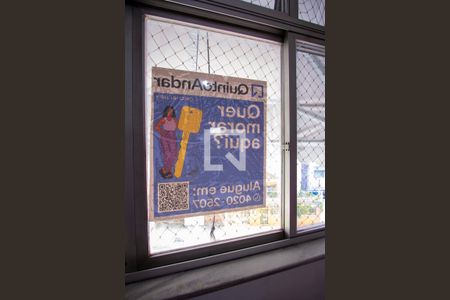 QuintoAndar
Quer
morar
aqui?
Alugue em:
4020-2507